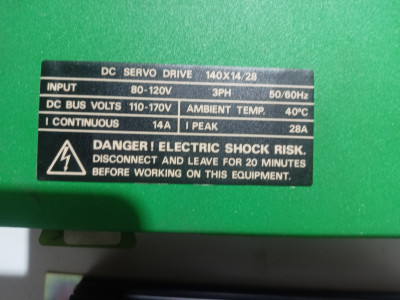 DC SERVO DRIVE 140X14/28
INPUT 80-120V 3PH 50/60Hz
DC BUS VOLTS 110-170V AMBIENT TEMP. 40°C
I CONTINUOUS 14A I PEAK 28A
DANGER! ELECTRIC SHOCK RISK.
DISCONNECT AND LEAVE FOR 20 MINUTES
BEFORE WORKING ON THIS EQUIPMENT.